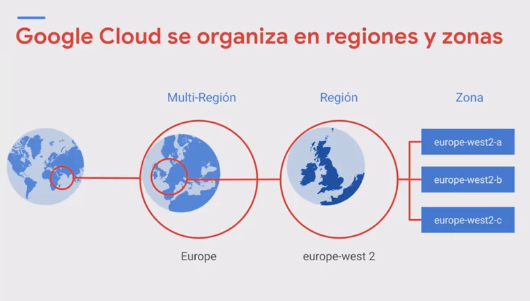 Google Cloud se organiza en regiones y zonas
Multi-Región
Región
Zona
europe-west2-a
europe-west2-b
europe-west2-c
Europe
europe-west 2